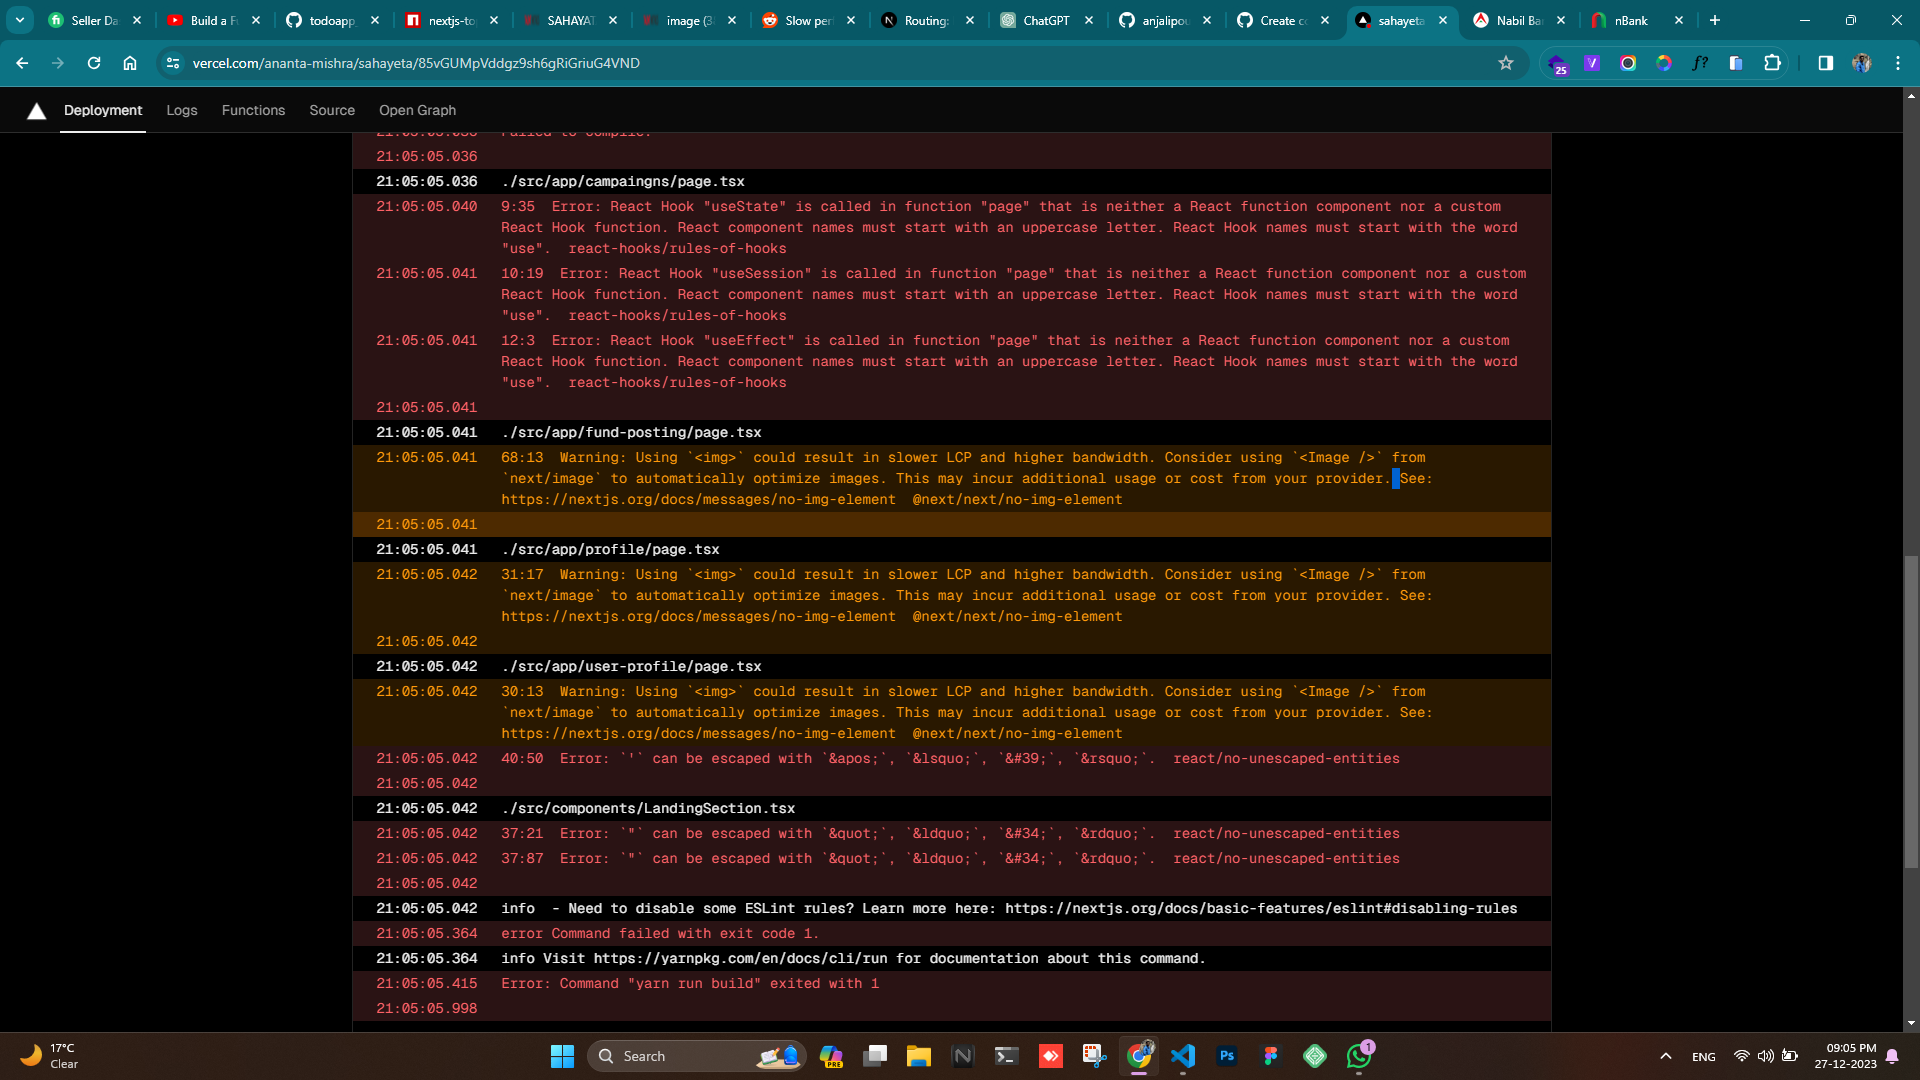 Seller Da
Build a Fu
todoapp
nextjs-top
SAHAYAT
image (3
Slow per
Routing:
ChatGPT
anjalipou
Create co
sahayeta
Nabil Ba
nBank
vercel.com/ananta-mishra/sahayeta/85vGUMpVddgz9sh6gRiGriuG4VND
25
V
f?
Deployment
Logs
Functions
Source
Open Graph
Failed to compile.
21:05:05.036
21:05:05.036 ./src/app/campaingns/page.tsx
21:05:05.040 9:35  Error: React Hook "useState" is called in function "page" that is neither a React function component nor a custom
React Hook function. React component names must start with an uppercase letter. React Hook names must start with the word
"use".  react-hooks/rules-of-hooks
21:05:05.041 10:19  Error: React Hook "useSession" is called in function "page" that is neither a React function component nor a custom
React Hook function. React component names must start with an uppercase letter. React Hook names must start with the word
"use".  react-hooks/rules-of-hooks
21:05:05.041 12:3  Error: React Hook "useEffect" is called in function "page" that is neither a React function component nor a custom
React Hook function. React component names must start with an uppercase letter. React Hook names must start with the word
"use".  react-hooks/rules-of-hooks
21:05:05.041
21:05:05.041 ./src/app/fund-posting/page.tsx
21:05:05.041 68:13  Warning: Using `<img>` could result in slower LCP and higher bandwidth. Consider using `<Image />` from
`next/image` to automatically optimize images. This may incur additional usage or cost from your provider. See:
https://nextjs.org/docs/messages/no-img-element  @next/next/no-img-element
21:05:05.041
21:05:05.041 ./src/app/profile/page.tsx
21:05:05.042 31:17  Warning: Using `<img>` could result in slower LCP and higher bandwidth. Consider using `<Image />` from
`next/image` to automatically optimize images. This may incur additional usage or cost from your provider. See:
https://nextjs.org/docs/messages/no-img-element  @next/next/no-img-element
21:05:05.042
21:05:05.042 ./src/app/user-profile/page.tsx
21:05:05.042 30:13  Warning: Using `<img>` could result in slower LCP and higher bandwidth. Consider using `<Image />` from
`next/image` to automatically optimize images. This may incur additional usage or cost from your provider. See:
https://nextjs.org/docs/messages/no-img-element  @next/next/no-img-element
21:05:05.042 40:50  Error: `'` can be escaped with `&apos;`, `&lsquo;`, `&#39;`, `&rsquo;`.  react/no-unescaped-entities
21:05:05.042
21:05:05.042 ./src/components/LandingSection.tsx
21:05:05.042 37:21  Error: `"` can be escaped with `&quot;`, `&ldquo;`, `&#34;`, `&rdquo;`.  react/no-unescaped-entities
21:05:05.042 37:87  Error: `"` can be escaped with `&quot;`, `&ldquo;`, `&#34;`, `&rdquo;`.  react/no-unescaped-entities
21:05:05.042
21:05:05.042 info  - Need to disable some ESLint rules? Learn more here: https://nextjs.org/docs/basic-features/eslint#disabling-rules
21:05:05.364 error Command failed with exit code 1.
21:05:05.364 info Visit https://yarnpkg.com/en/docs/cli/run for documentation about this command.
21:05:05.415 Error: Command "yarn run build" exited with 1
21:05:05.998
17°C
Clear
Search
PRE
Ps
1
ENG
09:05 PM
27-12-2023